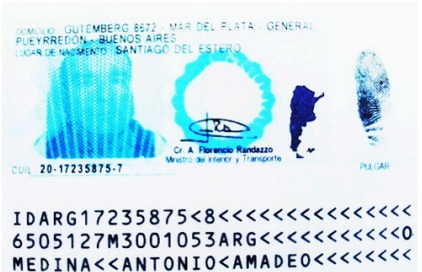 DOMICILIO: GUTEMBERG 8672 - MAR DEL PLATA - GENERAL
PUEYRREDON - BUENOS AIRES
LUGAR DE NACIMIENTO: SANTIAGO DEL ESTERO
Cr. A. Florencio Randazzo
Ministro del Interior y Transporte
PULGAR
CUIL: 20-17235875-7
IDARG17235875<8<<<<<<<<<<<<<<<
6505127M3001053ARG<<<<<<<<<<<0
MEDINA<<ANTONIO<AMADEO<<<<<<<<